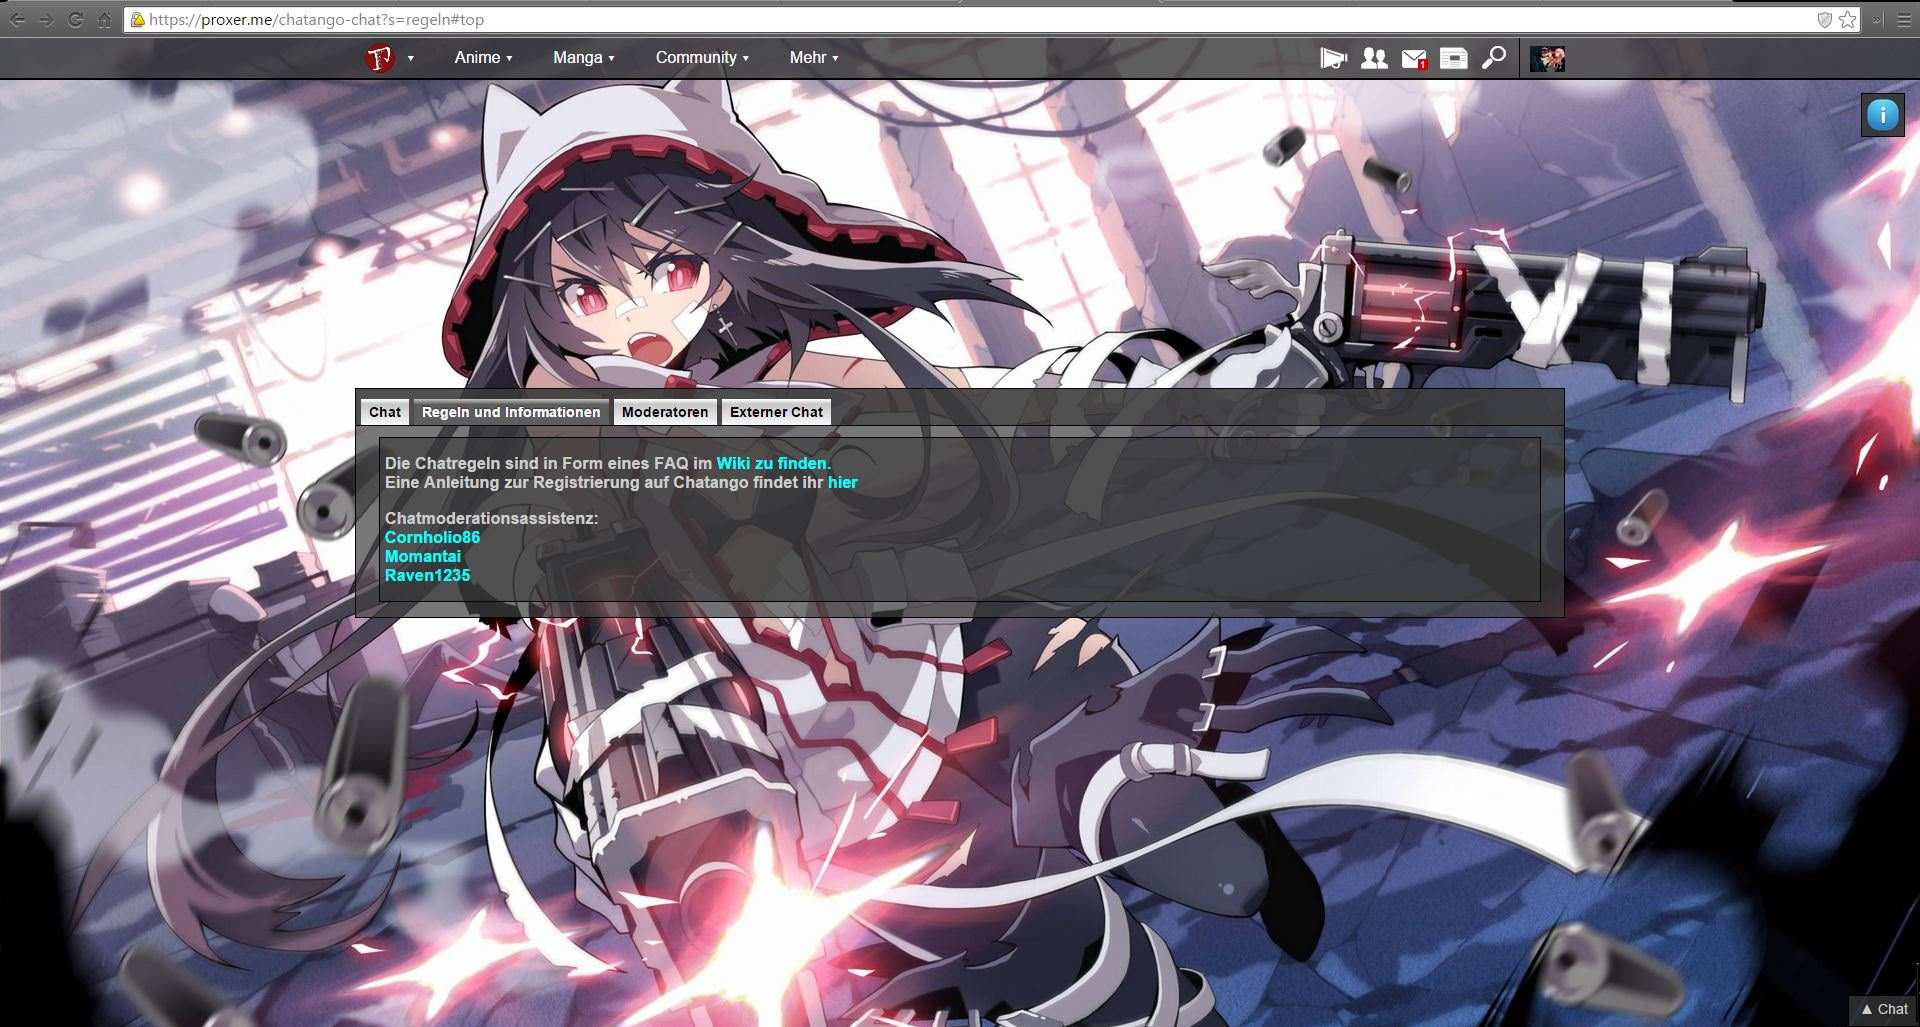 https://proxer.me/chatango-chat?s=regeln#top
Anime Manga Community Mehr
1
i
Chat Regeln und Informationen Moderatoren Externer Chat
Die Chatregeln sind in Form eines FAQ im Wiki zu finden.
Eine Anleitung zur Registrierung auf Chatango findet ihr hier
Chatmoderationsassistenz:
Cornholio86
Momantai
Raven1235
▲ Chat